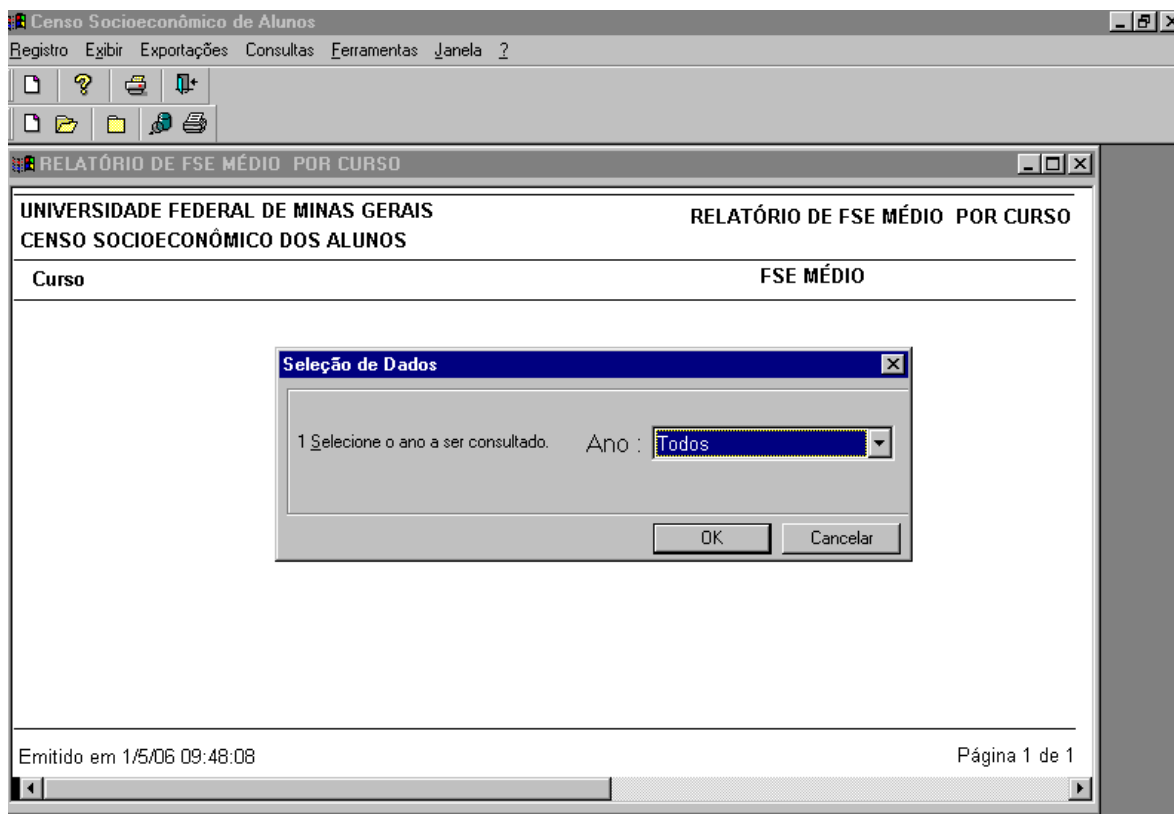 Censo Socioeconômico de Alunos
Registro Exibir Exportações Consultas Ferramentas Janela ?
RELATÓRIO DE FSE MÉDIO POR CURSO
UNIVERSIDADE FEDERAL DE MINAS GERAIS
RELATÓRIO DE FSE MÉDIO POR CURSO
CENSO SOCIOECONÔMICO DOS ALUNOS
Curso FSE MÉDIO
Seleção de Dados
1 Selecione o ano a ser consultado. Ano : Todos
OK Cancelar
Emitido em 1/5/06 09:48:08 Página 1 de 1